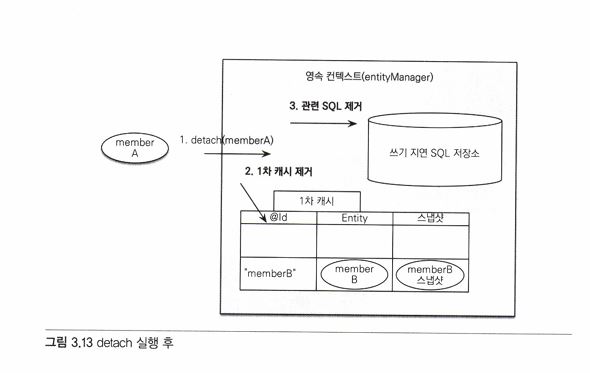 영속 컨텍스트(entityManager)
3. 관련 SQL 제거
1. detach(memberA)
member
A
쓰기 지연 SQL 저장소
2. 1차 캐시 제거
1차 캐시
@Id
Entity
스냅샷
"memberB"
member
B
memberB
스냅샷
그림 3.13 detach 실행 후